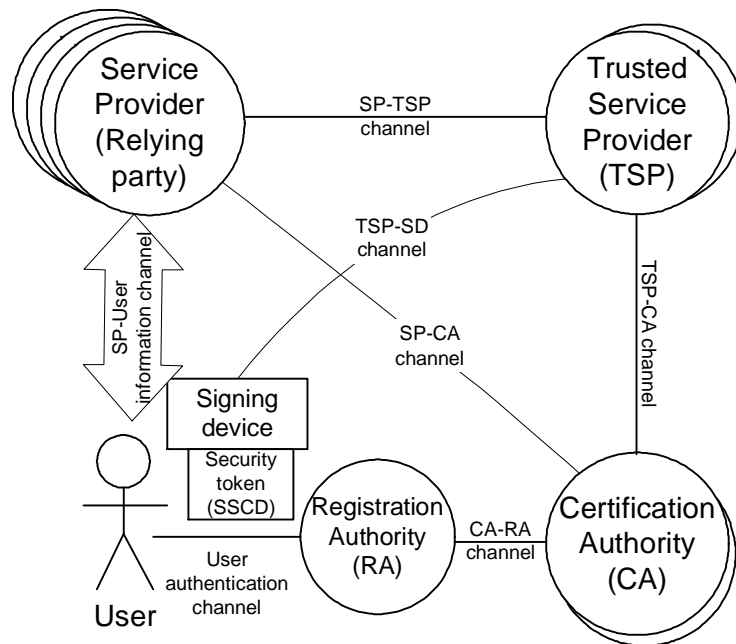 Service
Provider
(Relying
party)
SP-TSP
channel
Trusted
Service
Provider
(TSP)
TSP-SD
channel
SP-User
information channel
SP-CA
channel
TSP-CA channel
Signing
device
Security
token
(SSCD)
Registration
Authority
(RA)
CA-RA
channel
Certification
Authority
(CA)
User
authentication
channel
User